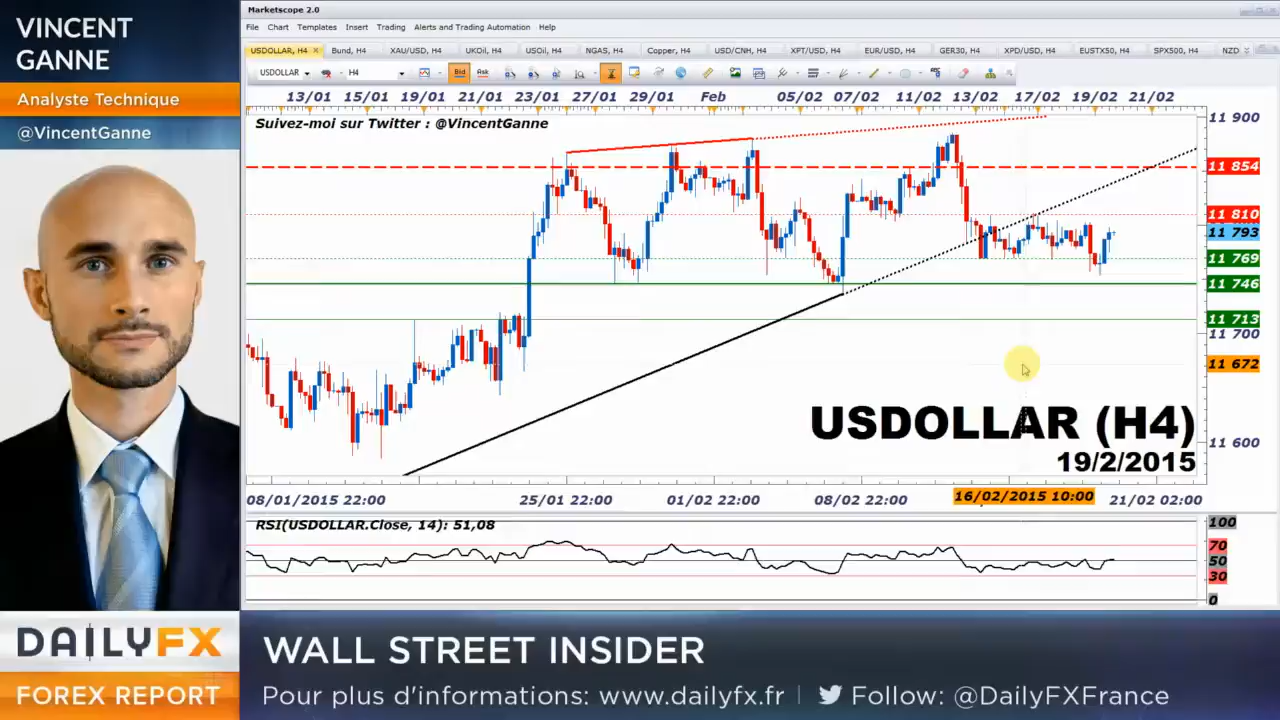 VINCENT
GANNE
Analyste Technique
@VincentGanne
Marketscope 2.0
File Chart Templates Insert Trading Alerts and Trading Automation Help
USDOLLAR, H4 Bund, H4 XAU/USD, H4 UKOil, H4 USOil, H4 NGAS, H4 Copper, H4 USD/CNH, H4 XPT/USD, H4 EUR/USD, H4 GER30, H4 XPD/USD, H4 EUSTX50, H4 SPX500, H4 NZD
USDOLLAR H4 Bid Ask
13/01 15/01 19/01 21/01 23/01 27/01 29/01 Feb 05/02 07/02 11/02 13/02 17/02 19/02 21/02
Suivez-moi sur Twitter : @VincentGanne
11 900
11 854
11 810
11 793
11 769
11 746
11 713
11 700
11 672
11 600
USDOLLAR (H4)
19/2/2015
08/01/2015 22:00 25/01 22:00 01/02 22:00 08/02 22:00 16/02/2015 10:00 21/02 02:00
RSI(USDOLLAR.Close, 14): 51,08
100
70
50
30
0
DAILYFX
FOREX REPORT
WALL STREET INSIDER
Pour plus d'informations: www.dailyfx.fr | Follow: @DailyFXFrance